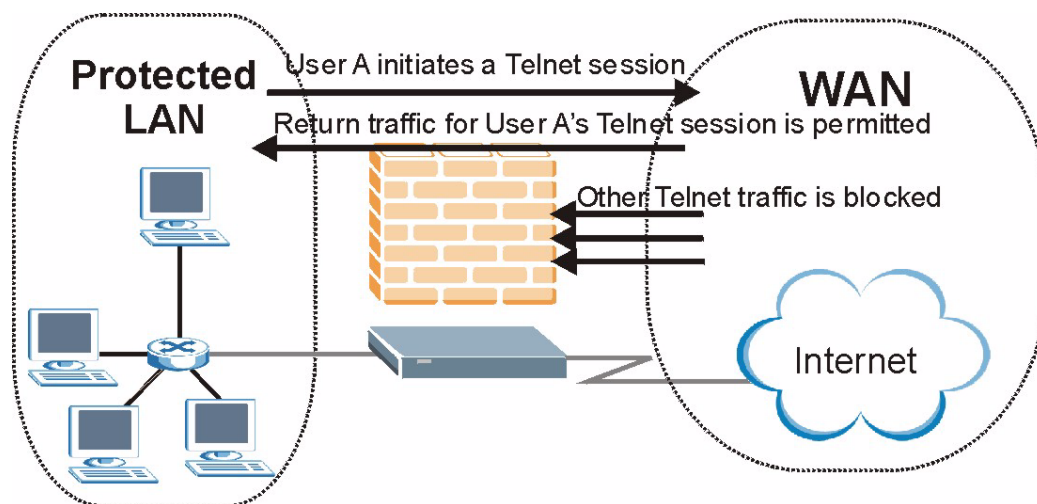 Protected
LAN
User A initiates a Telnet session
WAN
Return traffic for User A's Telnet session is permitted
Other Telnet traffic is blocked
Internet